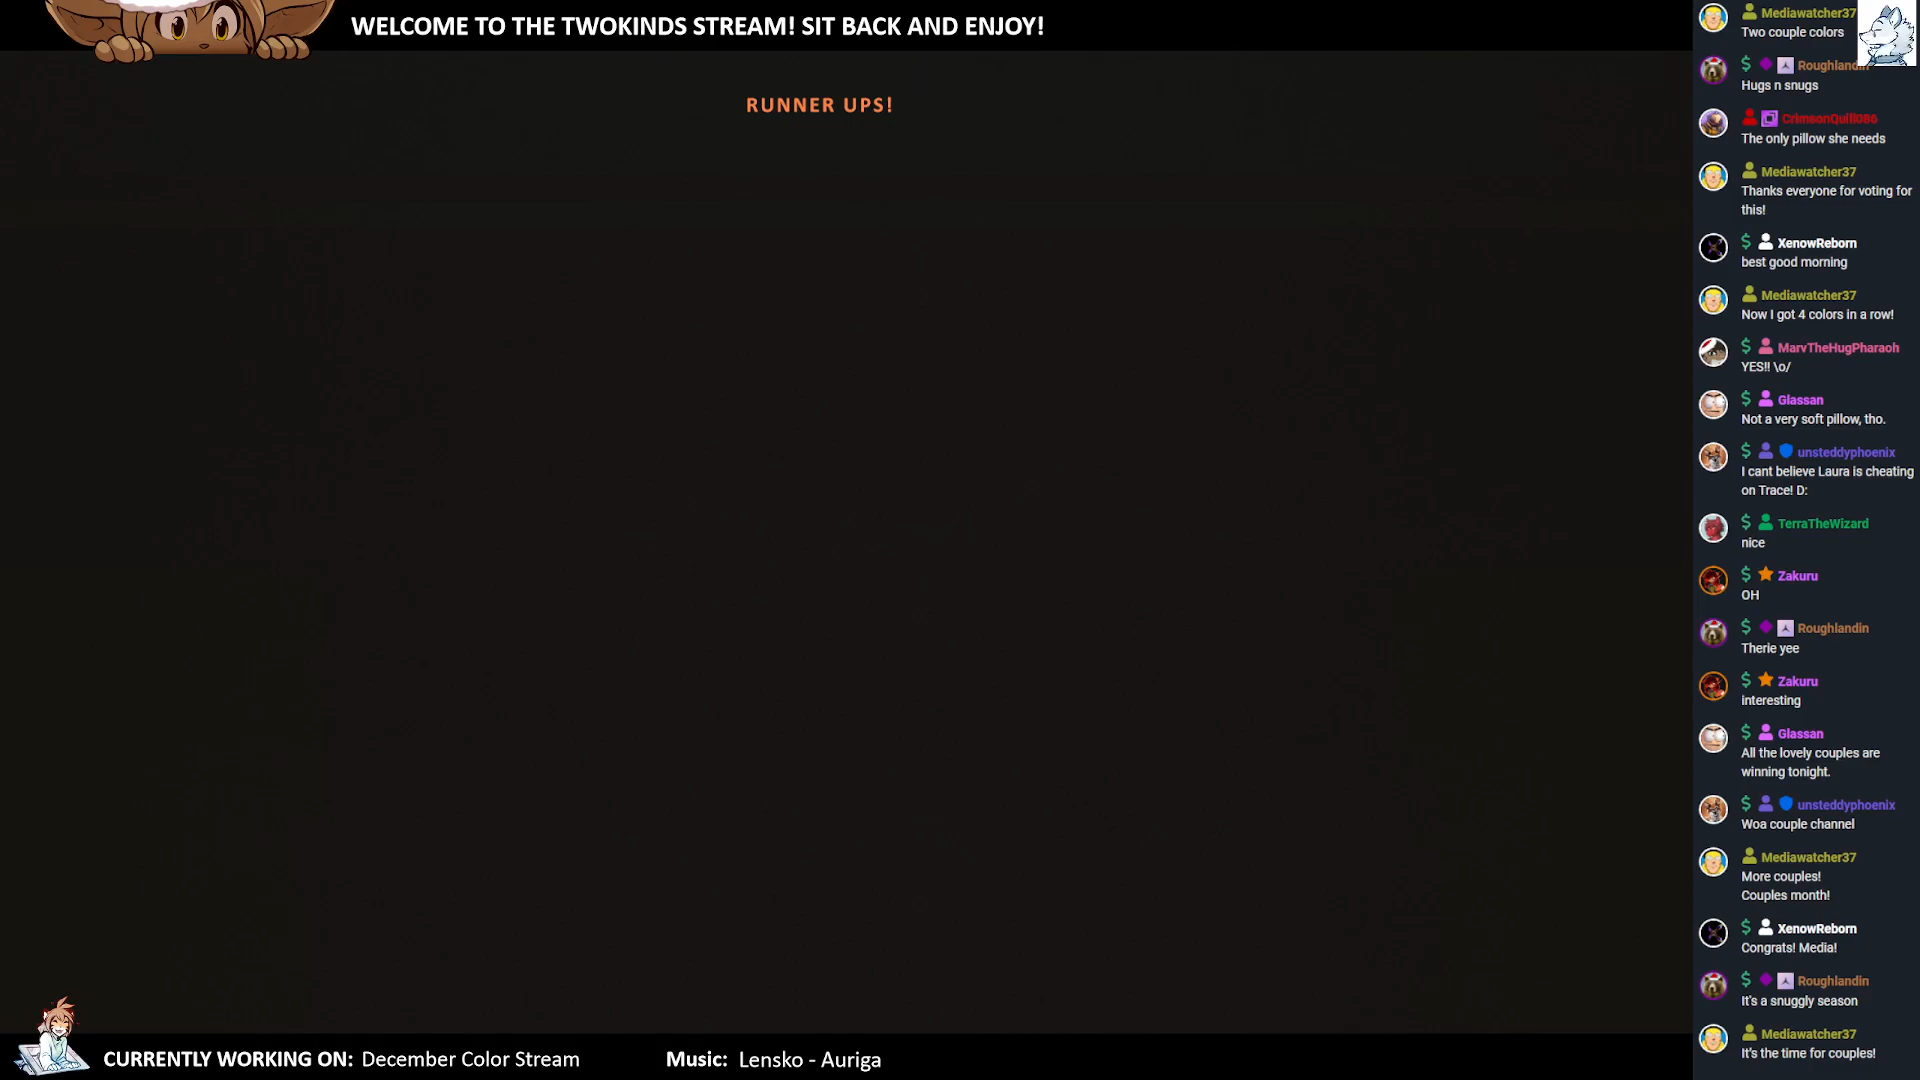 WELCOME TO THE TWOKINDS STREAM! SIT BACK AND ENJOY!
RUNNER UPS!
Mediawatcher37
Two couple colors
Roughlandin
Hugs n snugs
CrimsonQuill086
The only pillow she needs
Mediawatcher37
Thanks everyone for voting for
this!
XenowReborn
best good morning
Mediawatcher37
Now I got 4 colors in a row!
MarvTheHugPharaoh
YES!! \o/
Glassan
Not a very soft pillow, tho.
unsteddyphoenix
I cant believe Laura is cheating
on Trace! D:
TerraTheWizard
nice
Zakuru
OH
Roughlandin
Therie yee
Zakuru
interesting
Glassan
All the lovely couples are
winning tonight.
unsteddyphoenix
Woa couple channel
Mediawatcher37
More couples!
Couples month!
XenowReborn
Congrats! Media!
Roughlandin
It's a snuggly season
Mediawatcher37
It's the time for couples!
CURRENTLY WORKING ON: December Color Stream
Music: Lensko - Auriga